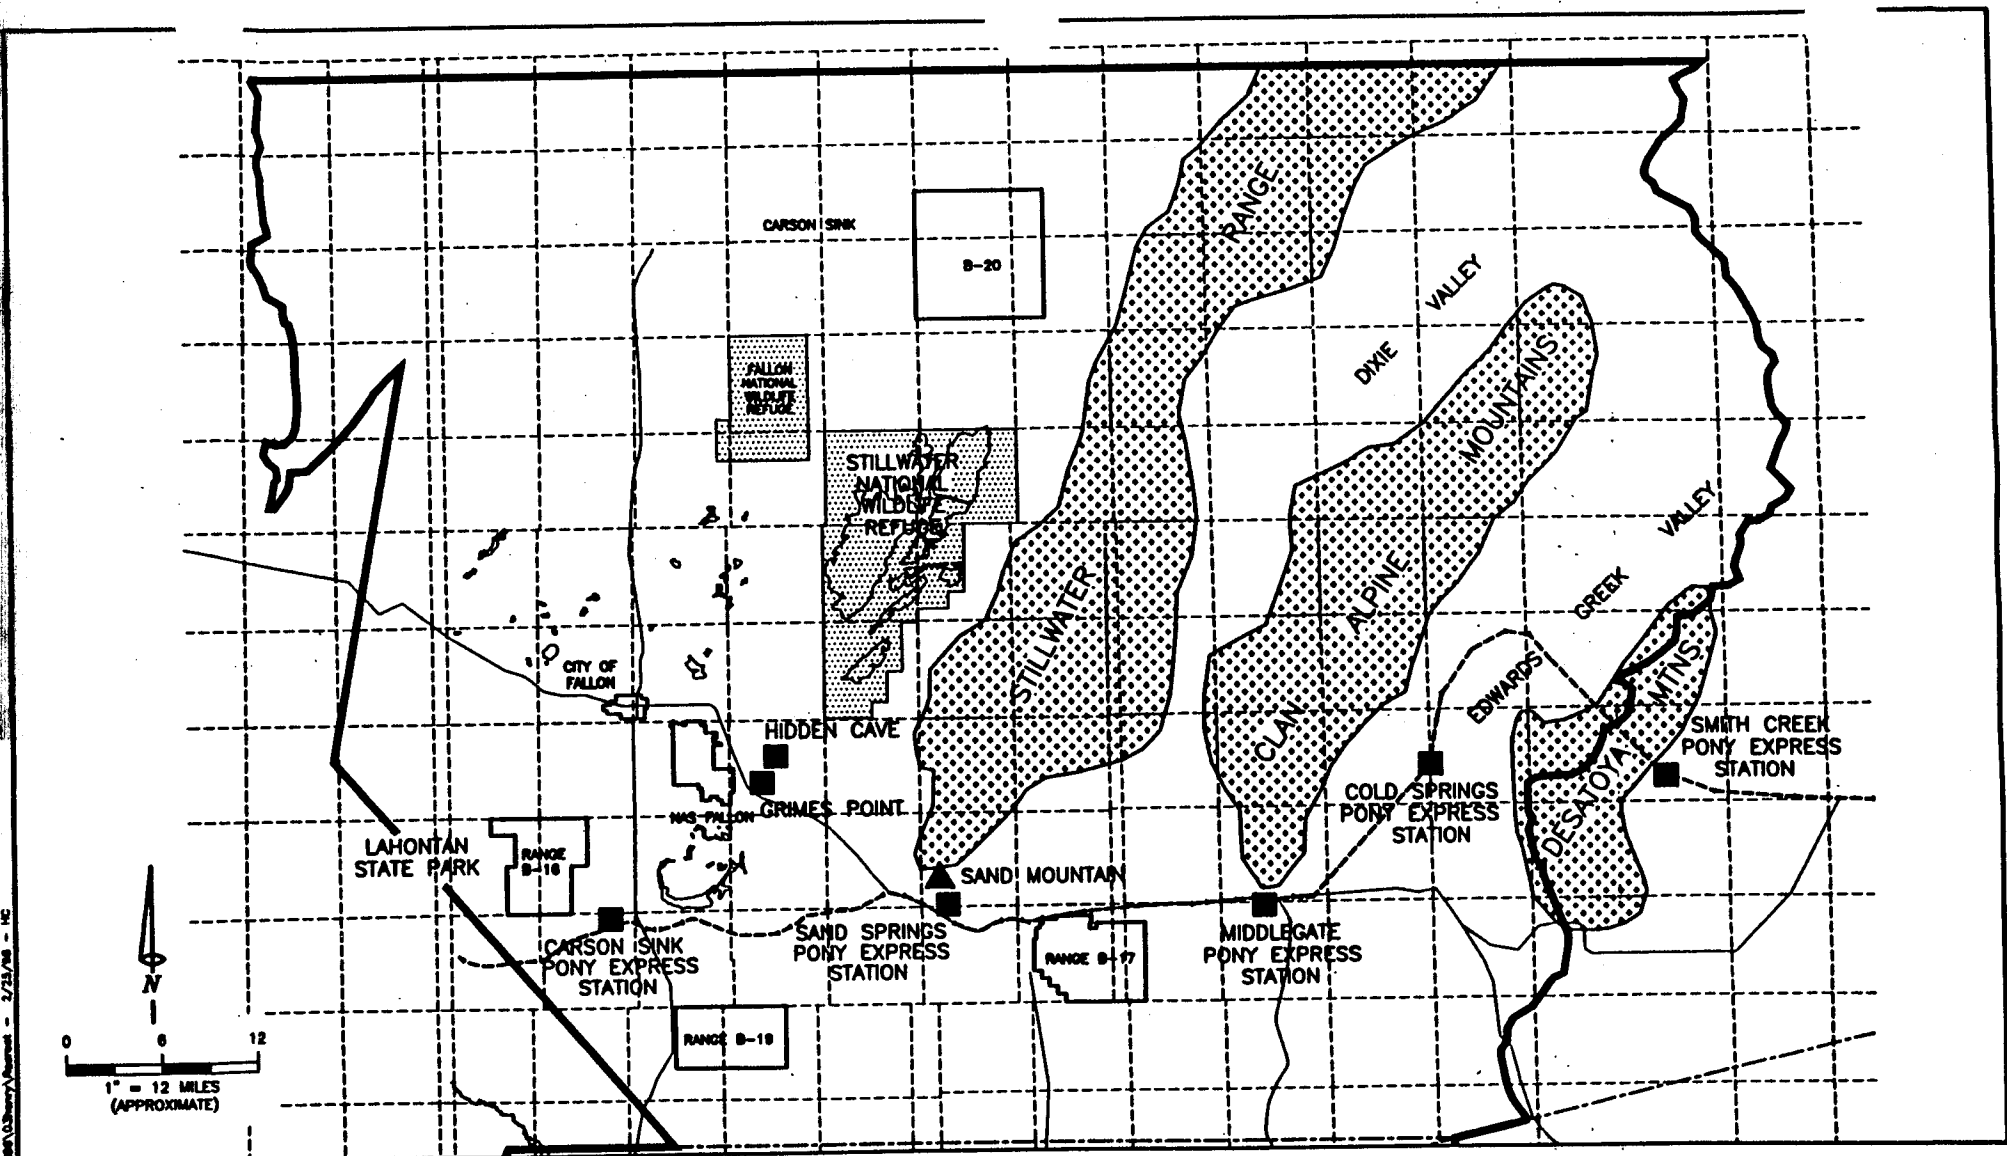 CARSON SINK
B-20
RANGE
VALLEY
DIXIE
FALLON
NATIONAL
WILDLIFE
REFUGE
MOUNTAINS
STILLWATER
NATIONAL
WILDLIFE
REFUGE
VALLEY
CREEK
EDWARDS
ALPINE
STILLWATER
CLAN
CITY OF
FALLON
MTNS
DESATOYA
HIDDEN CAVE
GRIMES POINT
NAS FALLON
SMITH CREEK
PONY EXPRESS
STATION
COLD SPRINGS
PONY EXPRESS
STATION
LAHONTAN
STATE PARK
RANGE
B-16
SAND MOUNTAIN
CARSON SINK
PONY EXPRESS
STATION
SAND SPRINGS
PONY EXPRESS
STATION
RANGE B-17
MIDDLEGATE
PONY EXPRESS
STATION
RANGE B-19
N
0 6 12
1" = 12 MILES
(APPROXIMATE)